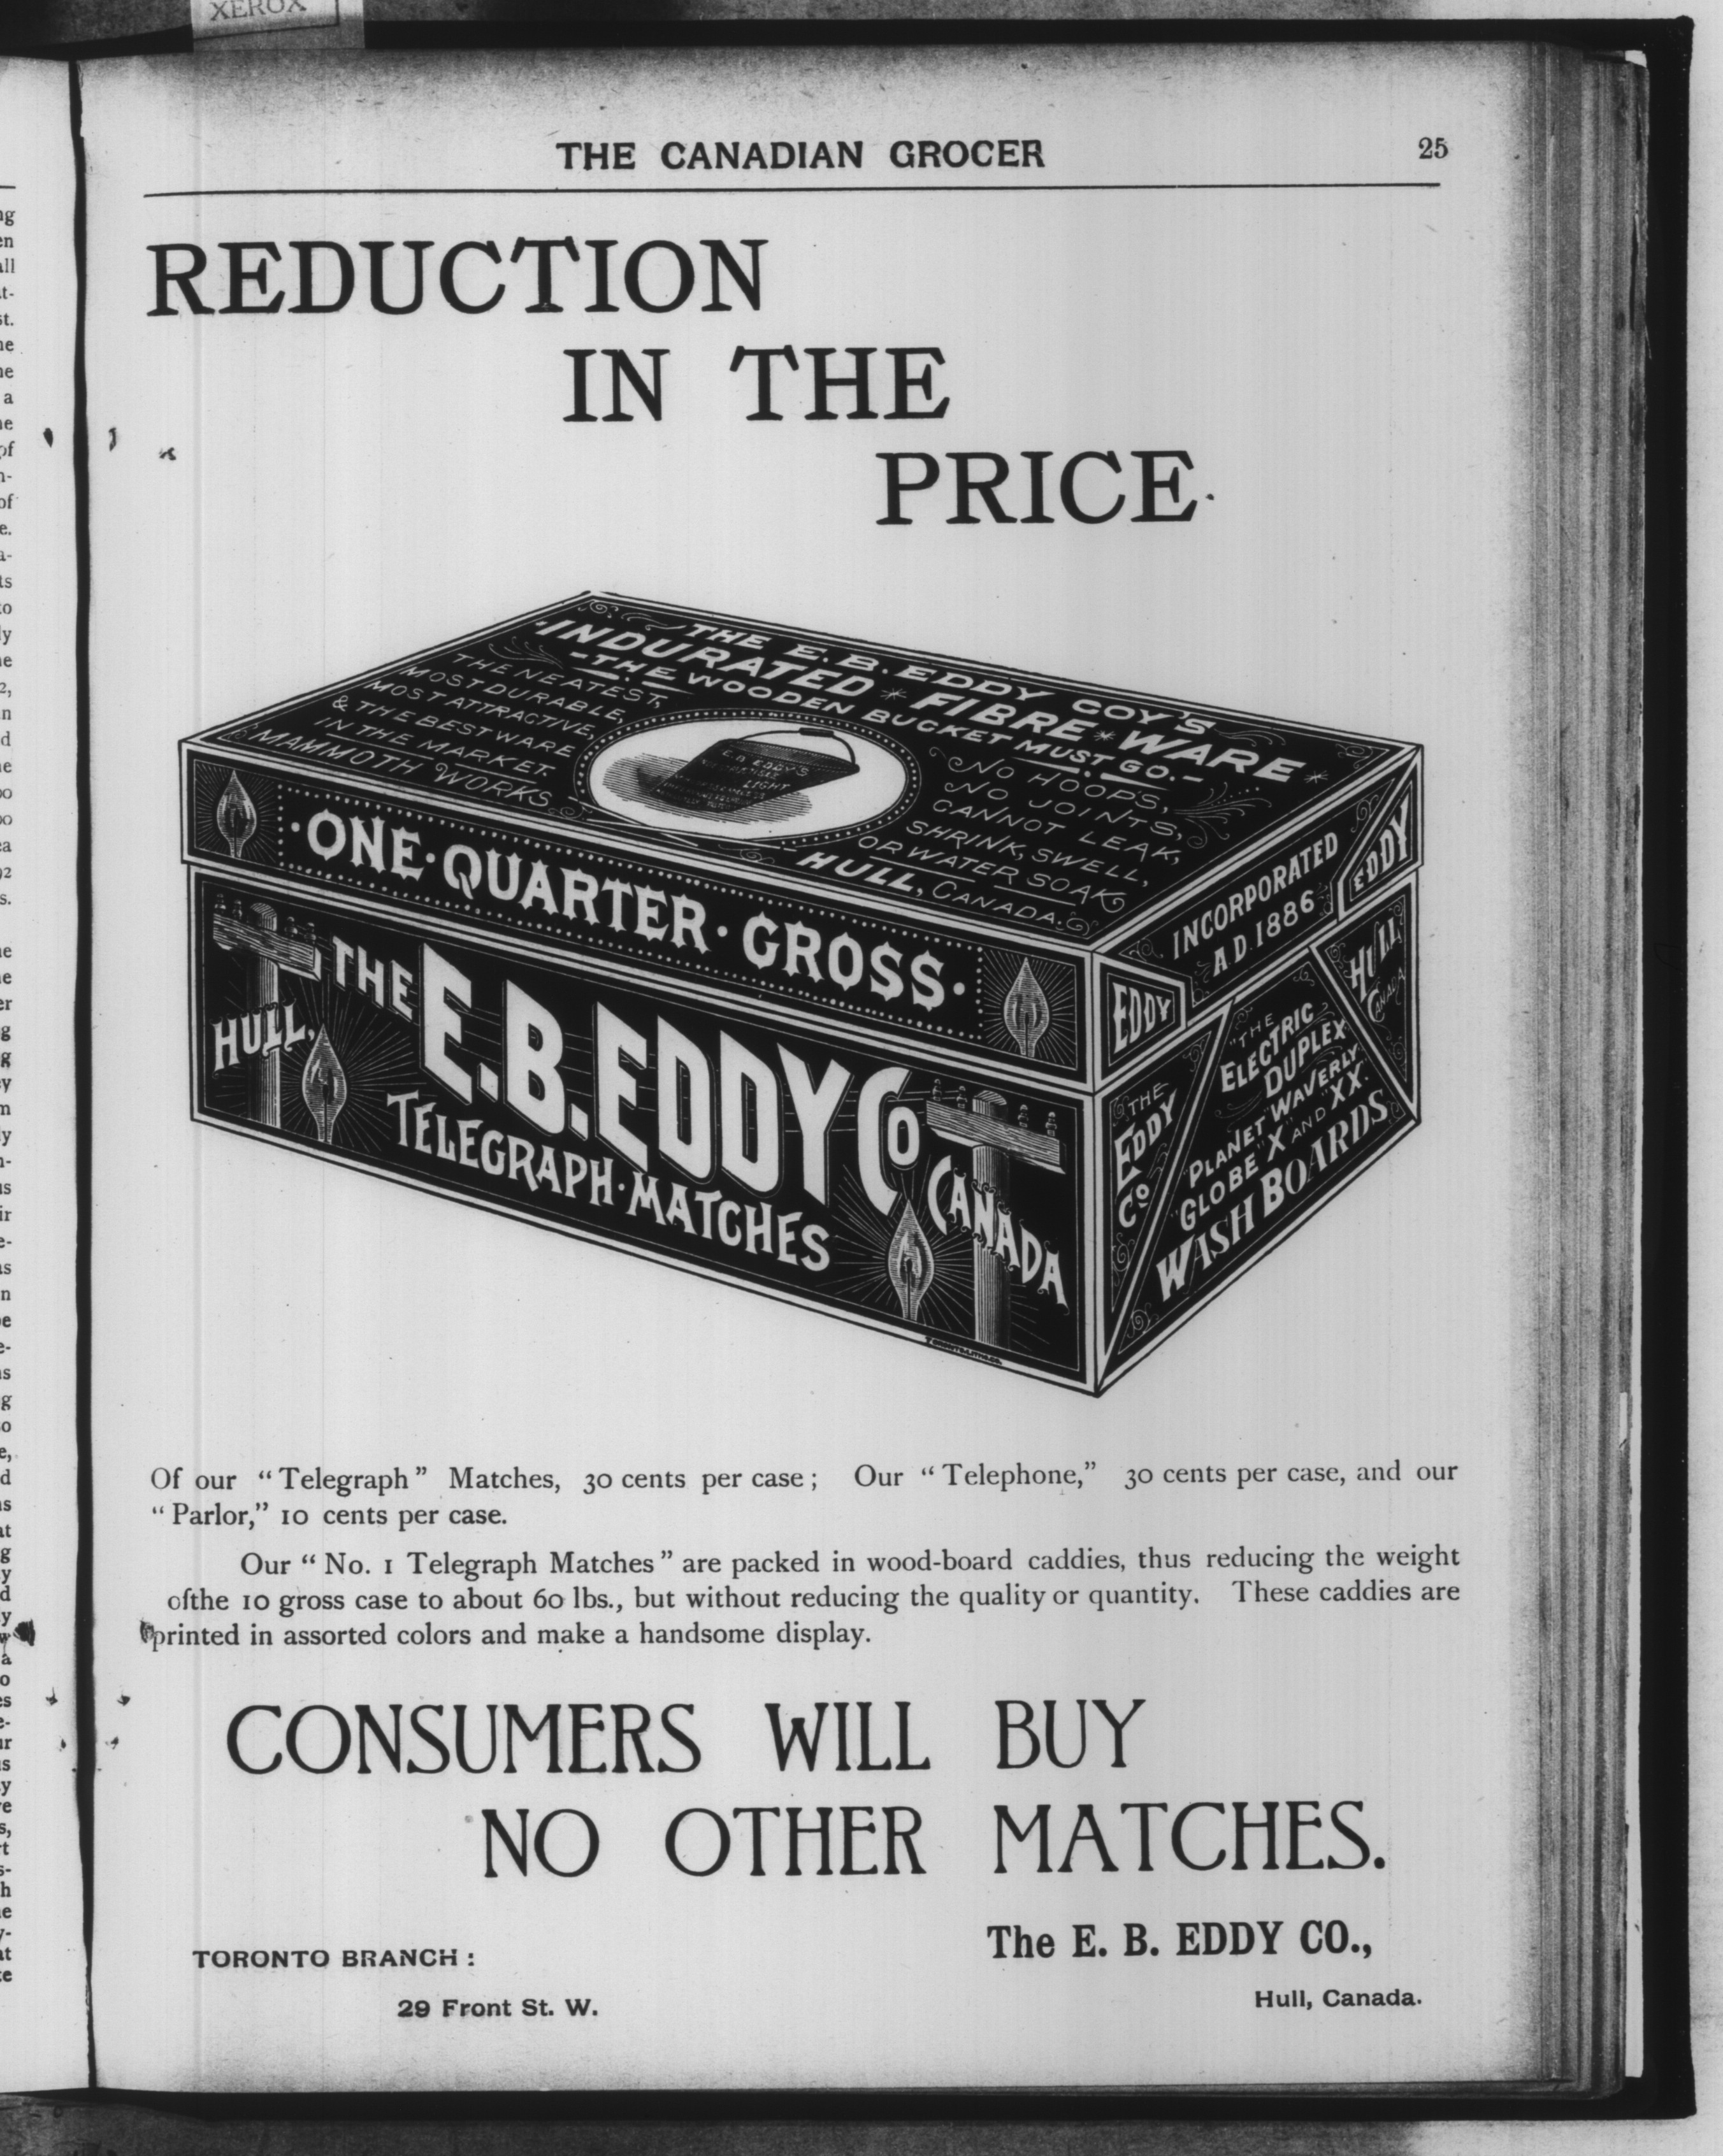 XEROX
THE CANADIAN GROCER
25
REDUCTION
IN THE
PRICE.
THE E.B. EDDY COY'S
INDURATED * FIBRE * WARE *
-THE WOODEN BUCKET MUST GO.-
THE NEATEST,
MOST DURABLE,
MOST ATTRACTIVE,
& THE BEST WARE
IN THE MARKET.
MAMMOTH WORKS
E.B. EDDY'S
LIGHT
NO HOOPS,
NO JOINTS,
CANNOT LEAK,
SHRINK, SWELL,
OR WATER SOAK
HULL, CANADA.
·ONE·QUARTER·GROSS·
THE E.B. EDDY Co
HULL,
TELEGRAPH·MATCHES
CANADA
INCORPORATED
A.D. 1886
EDDY
EDDY
HULL
CANADA
THE
EDDY
Co
"THE
ELECTRIC
DUPLEX
PLANET "WAVERLY
"GLOBE "X" AND "XX"
WASH BOARDS
Of our "Telegraph" Matches, 30 cents per case; Our "Telephone," 30 cents per case, and our
"Parlor," 10 cents per case.
Our "No. 1 Telegraph Matches" are packed in wood-board caddies, thus reducing the weight
ofthe 10 gross case to about 60 lbs., but without reducing the quality or quantity. These caddies are
printed in assorted colors and make a handsome display.
CONSUMERS WILL BUY
NO OTHER MATCHES.
The E. B. EDDY CO.,
TORONTO BRANCH :
Hull, Canada.
29 Front St. W.